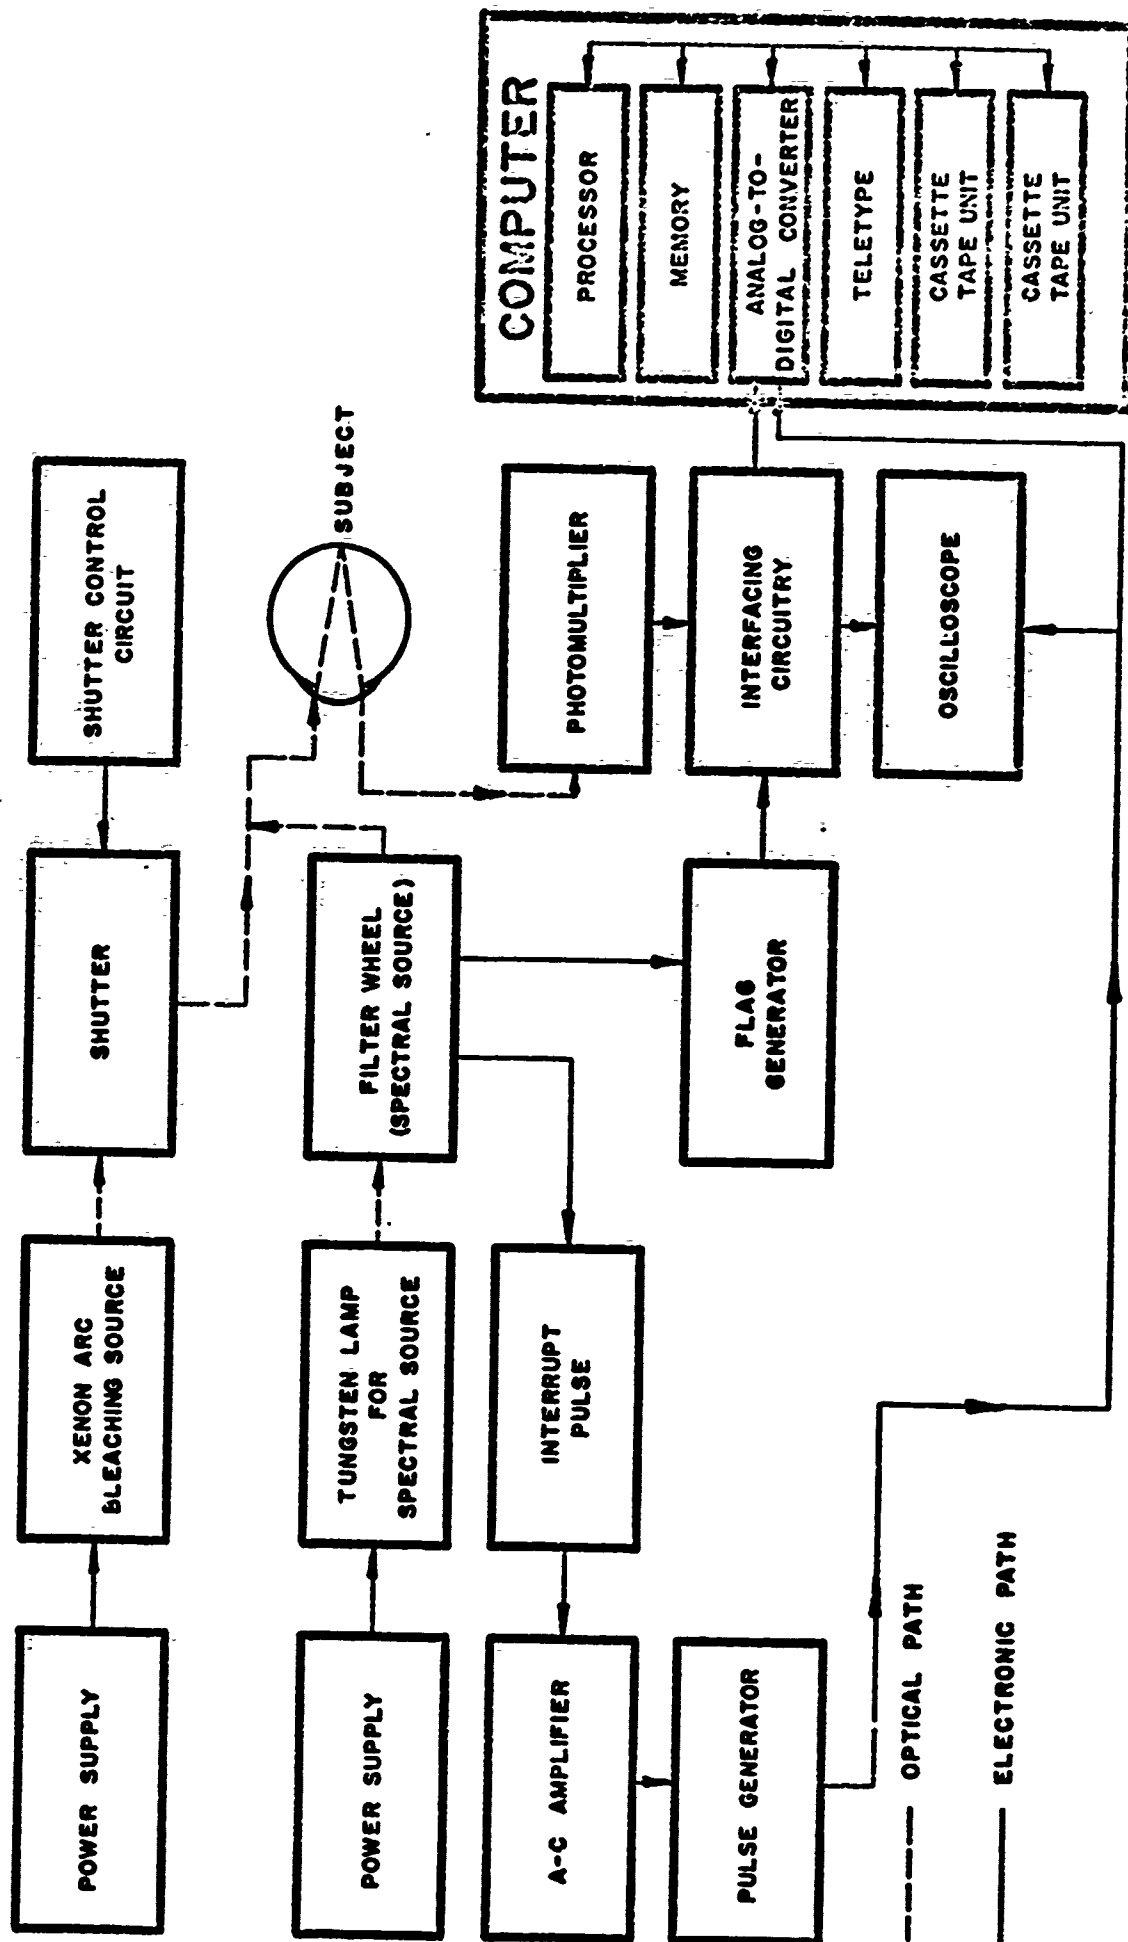 POWER SUPPLY
XENON ARC
BLEACHING SOURCE
SHUTTER
SHUTTER CONTROL
CIRCUIT
POWER SUPPLY
TUNGSTEN LAMP
FOR
SPECTRAL SOURCE
FILTER WHEEL
(SPECTRAL SOURCE)
SUBJECT
A-C AMPLIFIER
INTERRUPT
PULSE
PHOTOMULTIPLIER
PULSE GENERATOR
FLAG
GENERATOR
INTERFACING
CIRCUITRY
OSCILLOSCOPE
COMPUTER
PROCESSOR
MEMORY
ANALOG-TO-
DIGITAL CONVERTER
TELETYPE
CASSETTE
TAPE UNIT
CASSETTE
TAPE UNIT
OPTICAL PATH
ELECTRONIC PATH